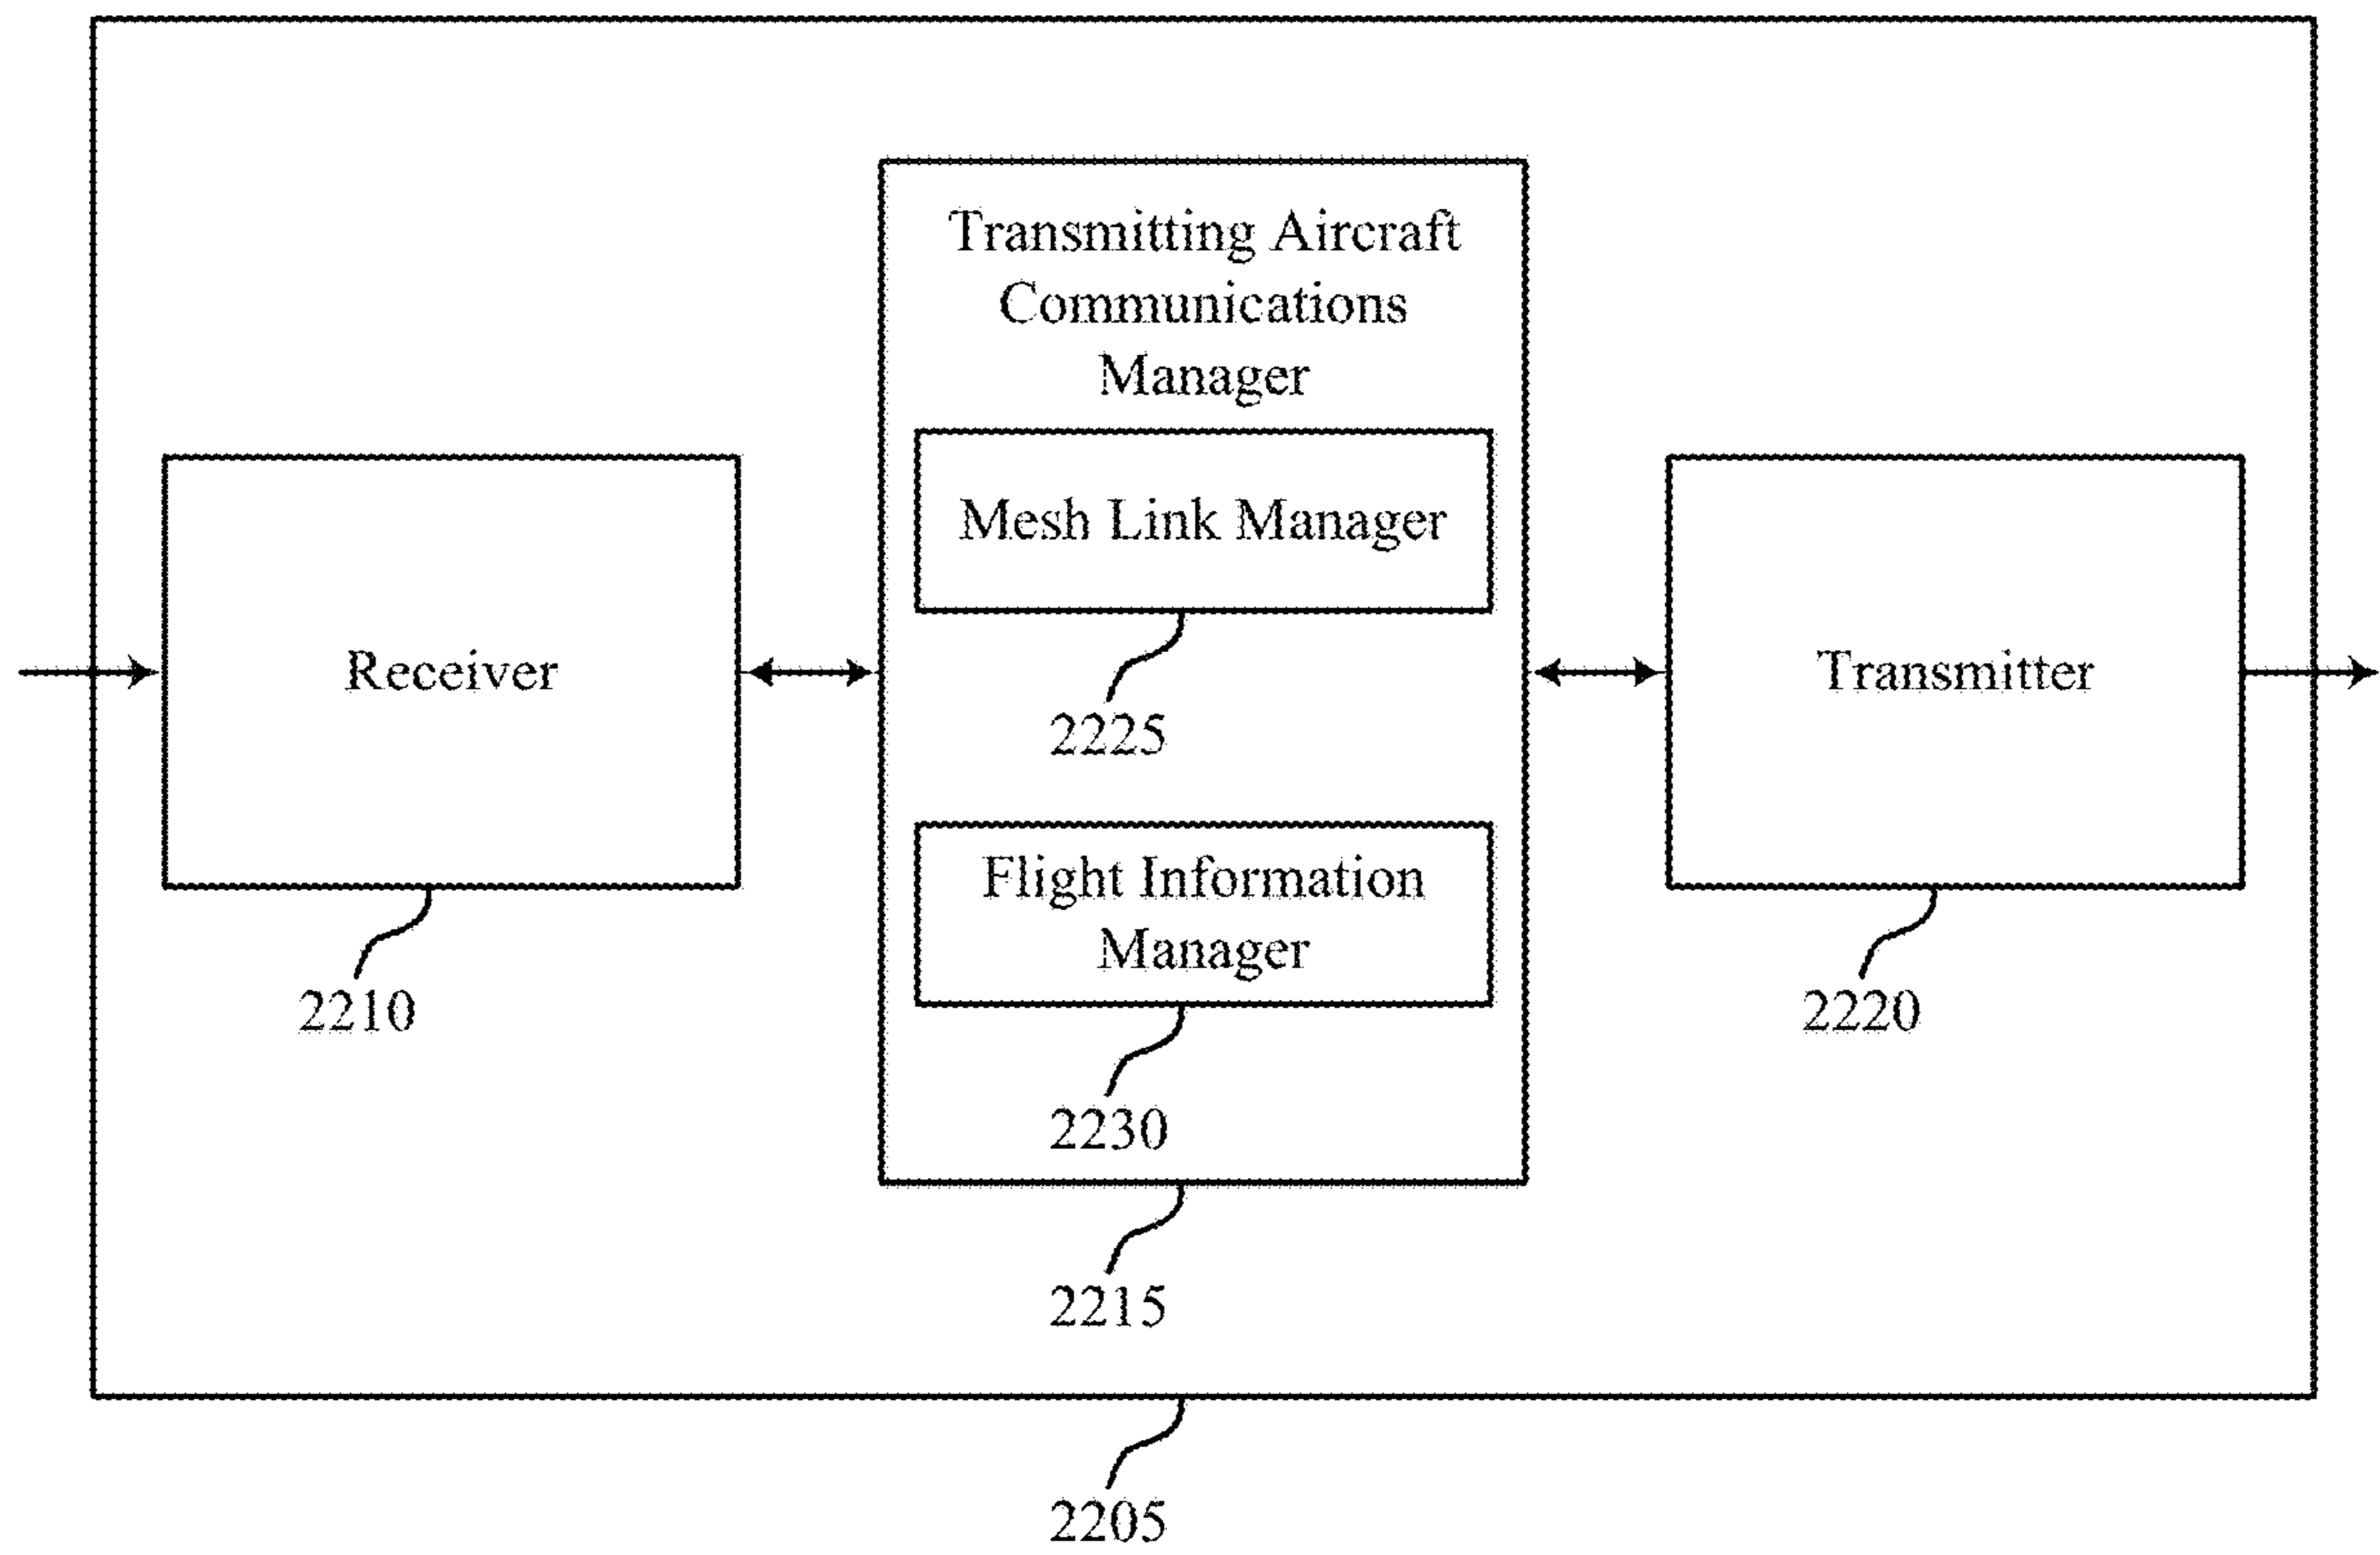 Transmitting Aircraft
Communications
Manager
Mesh Link Manager
Receiver
Transmitter
2225
Flight Information
Manager
2210
2220
2230
2215
2205